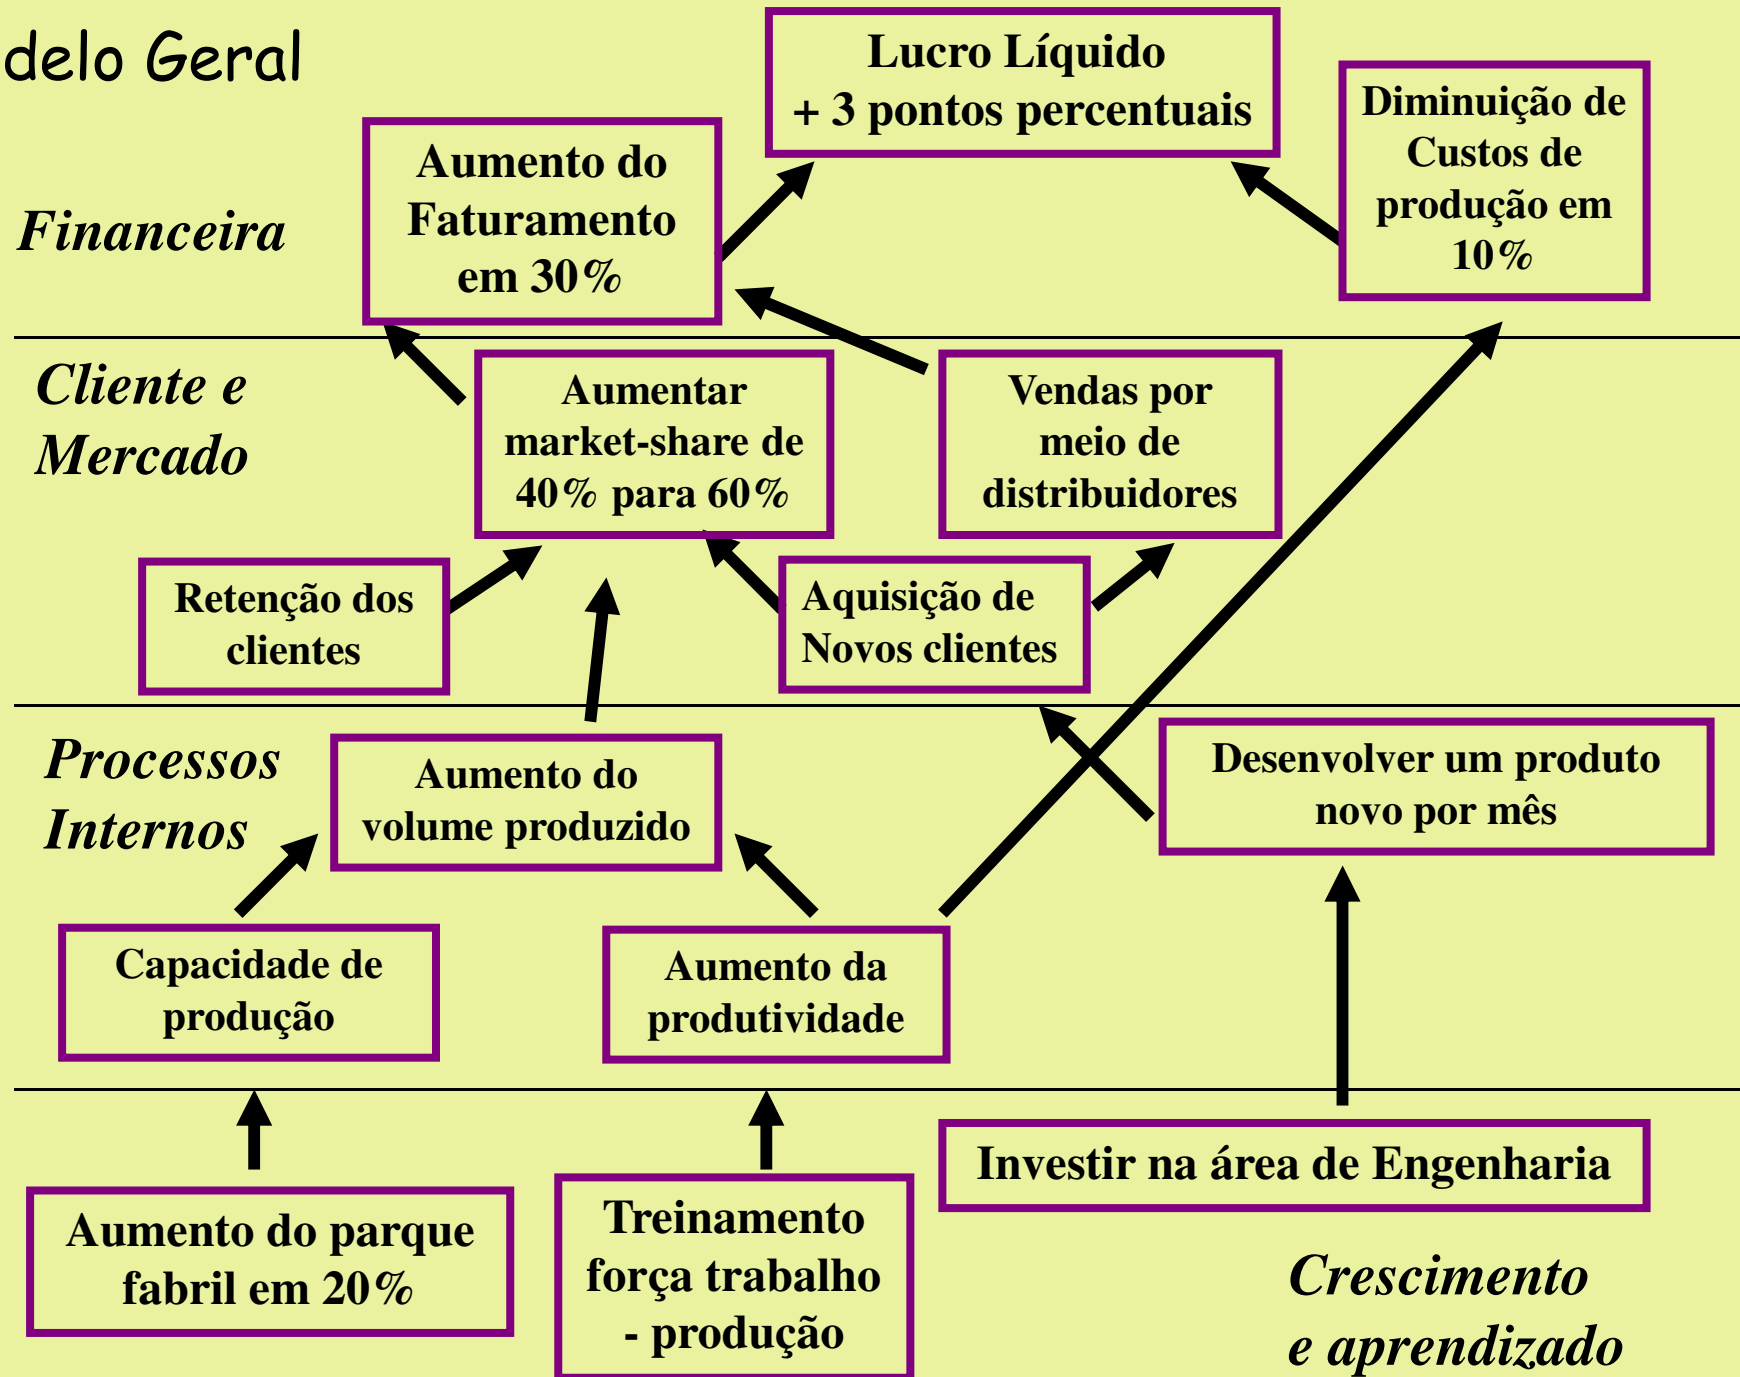 delo Geral
Lucro Líquido
+ 3 pontos percentuais
Diminuição de
Custos de
produção em
10%
Aumento do
Faturamento
em 30%
Financeira
Cliente e
Mercado
Aumentar
market-share de
40% para 60%
Vendas por
meio de
distribuidores
Retenção dos
clientes
Aquisição de
Novos clientes
Processos
Internos
Aumento do
volume produzido
Desenvolver um produto
novo por mês
Capacidade de
produção
Aumento da
produtividade
Investir na área de Engenharia
Aumento do parque
fabril em 20%
Treinamento
força trabalho
- produção
Crescimento
e aprendizado